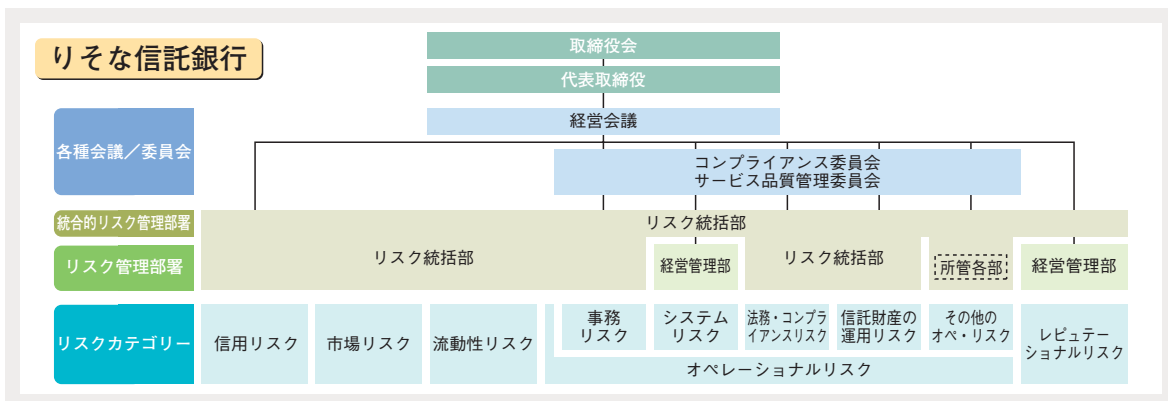 りそな信託銀行
取締役会
代表取締役
経営会議
各種会議／委員会
コンプライアンス委員会
サービス品質管理委員会
統合的リスク管理部署
リスク統括部
リスク管理部署
リスク統括部
経営管理部
リスク統括部
所管各部
経営管理部
リスクカテゴリー
信用リスク
市場リスク
流動性リスク
事務
リスク
システム
リスク
法務・コンプラ
イアンスリスク
信託財産の
運用リスク
その他の
オペ・リスク
オペレーショナルリスク
レピュテー
ショナルリスク